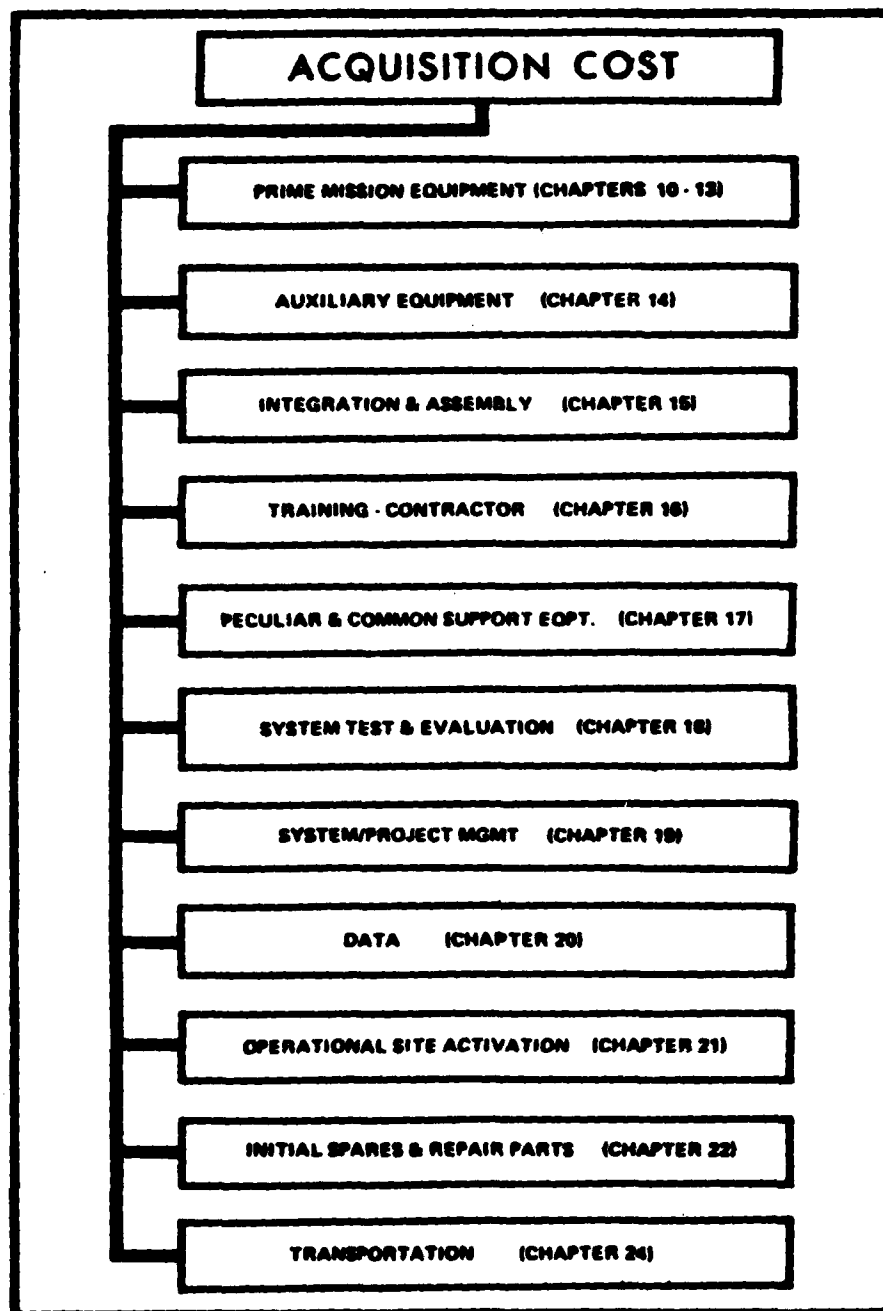 ACQUISITION COST
PRIME MISSION EQUIPMENT (CHAPTERS 10 - 13)
AUXILIARY EQUIPMENT (CHAPTER 14)
INTEGRATION & ASSEMBLY (CHAPTER 15)
TRAINING - CONTRACTOR (CHAPTER 16)
PECULIAR & COMMON SUPPORT EQPT. (CHAPTER 17)
SYSTEM TEST & EVALUATION (CHAPTER 18)
SYSTEM/PROJECT MGMT (CHAPTER 19)
DATA (CHAPTER 20)
OPERATIONAL SITE ACTIVATION (CHAPTER 21)
INITIAL SPARES & REPAIR PARTS (CHAPTER 22)
TRANSPORTATION (CHAPTER 24)